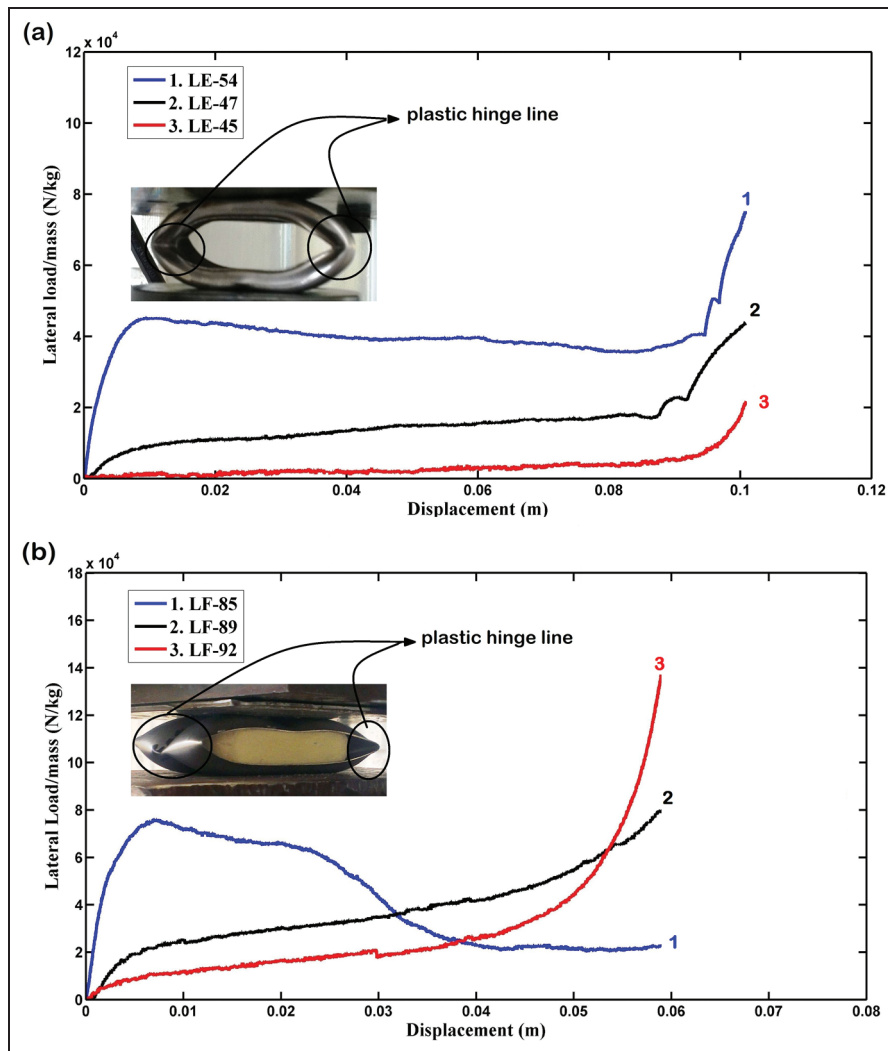 (a)
x 10⁴
12
10
8
6
4
2
0
Lateral load/mass (N/kg)
1. LE-54
2. LE-47
3. LE-45
plastic hinge line
1
2
3
0
0.02
0.04
0.06
0.08
0.1
0.12
Displacement (m)
(b)
x 10⁴
18
16
14
12
10
8
6
4
2
0
Lateral Load/mass (N/kg)
1. LF-85
2. LF-89
3. LF-92
plastic hinge line
3
2
1
0
0.01
0.02
0.03
0.04
0.05
0.06
0.07
0.08
Displacement (m)